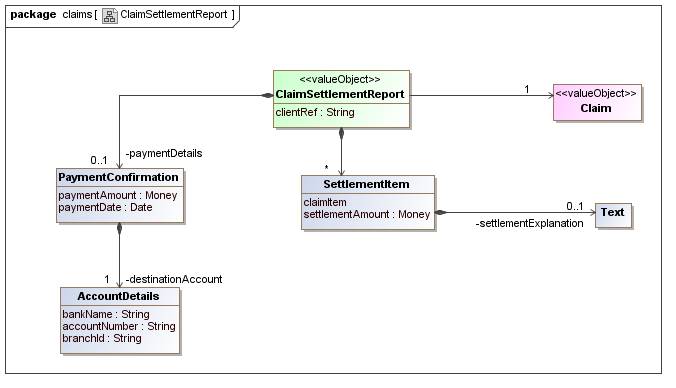 package claims [ ClaimSettlementReport ]
<<valueObject>>
ClaimSettlementReport
clientRef : String
1
<<valueObject>>
Claim
-paymentDetails
0..1
*
PaymentConfirmation
paymentAmount : Money
paymentDate : Date
SettlementItem
claimItem
settlementAmount : Money
0..1
-settlementExplanation
Text
1
-destinationAccount
AccountDetails
bankName : String
accountNumber : String
branchId : String